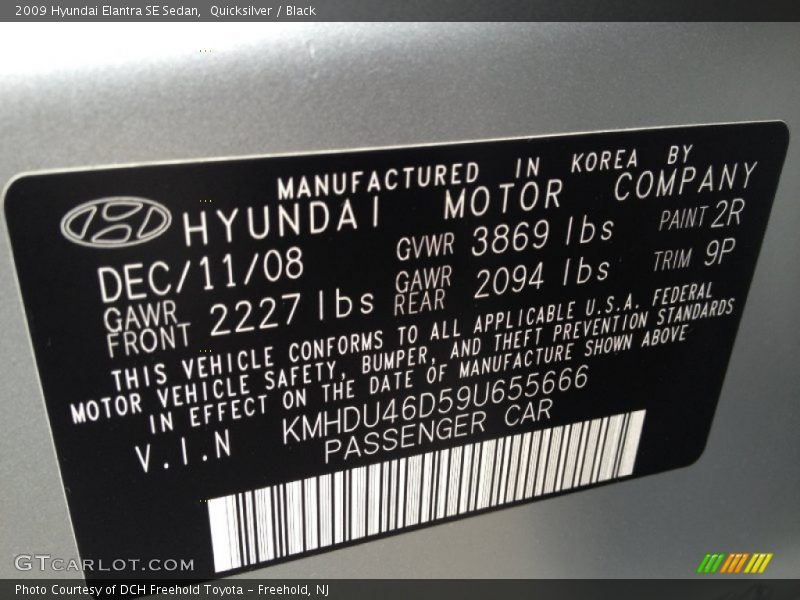 2009 Hyundai Elantra SE Sedan, Quicksilver / Black
MANUFACTURED IN KOREA BY
HYUNDAI MOTOR COMPANY
DEC/11/08 GVWR 3869 lbs PAINT 2R
GAWR FRONT 2227 lbs GAWR REAR 2094 lbs TRIM 9P
THIS VEHICLE CONFORMS TO ALL APPLICABLE U.S.A. FEDERAL
MOTOR VEHICLE SAFETY, BUMPER, AND THEFT PREVENTION STANDARDS
IN EFFECT ON THE DATE OF MANUFACTURE SHOWN ABOVE
V.I.N KMHDU46D59U655666
PASSENGER CAR
GTCARLOT.COM
Photo Courtesy of DCH Freehold Toyota – Freehold, NJ